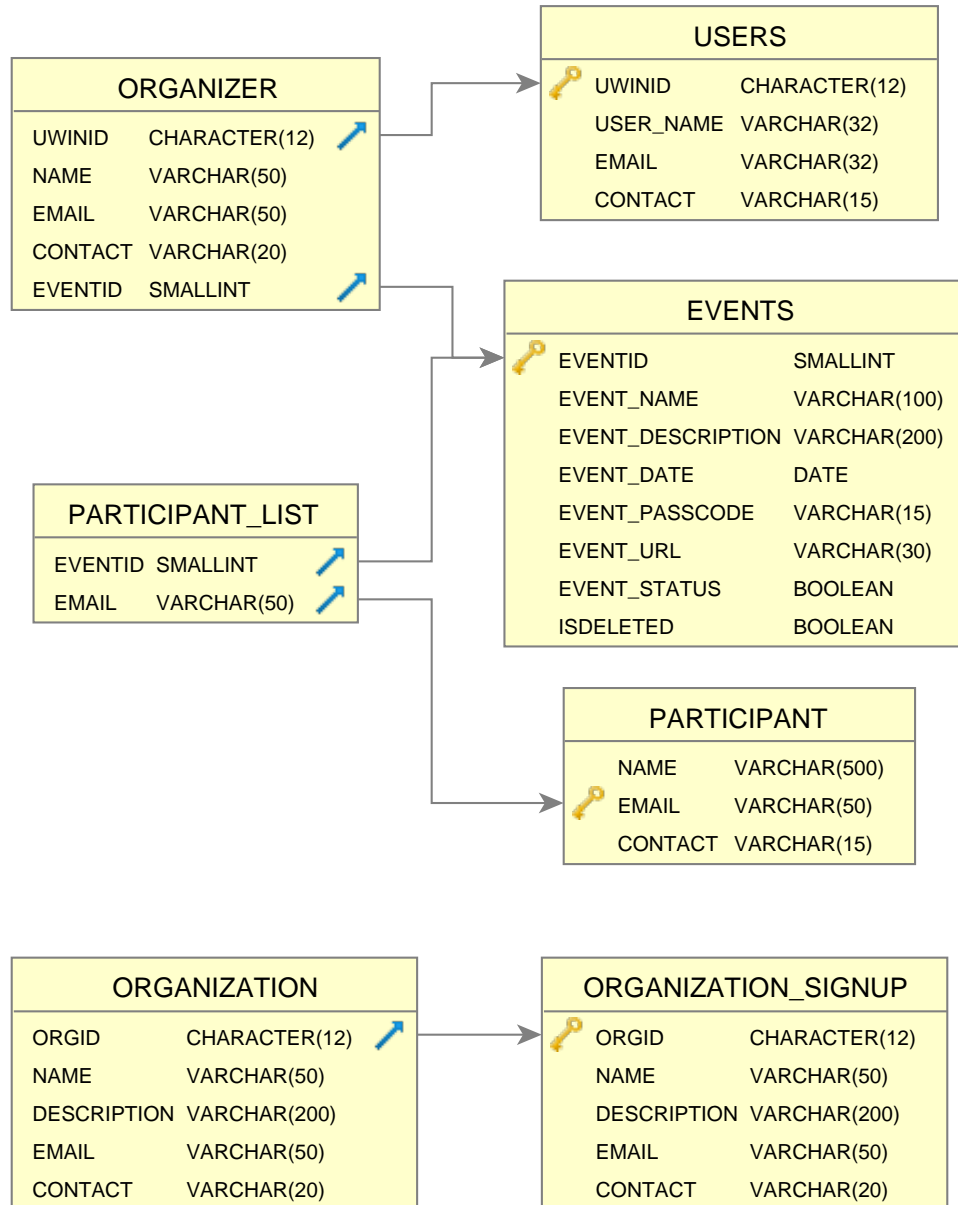 USERS
UWINID CHARACTER(12)
USER_NAME VARCHAR(32)
EMAIL VARCHAR(32)
CONTACT VARCHAR(15)
ORGANIZER
UWINID CHARACTER(12)
NAME VARCHAR(50)
EMAIL VARCHAR(50)
CONTACT VARCHAR(20)
EVENTID SMALLINT
EVENTS
EVENTID SMALLINT
EVENT_NAME VARCHAR(100)
EVENT_DESCRIPTION VARCHAR(200)
EVENT_DATE DATE
EVENT_PASSCODE VARCHAR(15)
EVENT_URL VARCHAR(30)
EVENT_STATUS BOOLEAN
ISDELETED BOOLEAN
PARTICIPANT_LIST
EVENTID SMALLINT
EMAIL VARCHAR(50)
PARTICIPANT
NAME VARCHAR(500)
EMAIL VARCHAR(50)
CONTACT VARCHAR(15)
ORGANIZATION
ORGID CHARACTER(12)
NAME VARCHAR(50)
DESCRIPTION VARCHAR(200)
EMAIL VARCHAR(50)
CONTACT VARCHAR(20)
ORGANIZATION_SIGNUP
ORGID CHARACTER(12)
NAME VARCHAR(50)
DESCRIPTION VARCHAR(200)
EMAIL VARCHAR(50)
CONTACT VARCHAR(20)